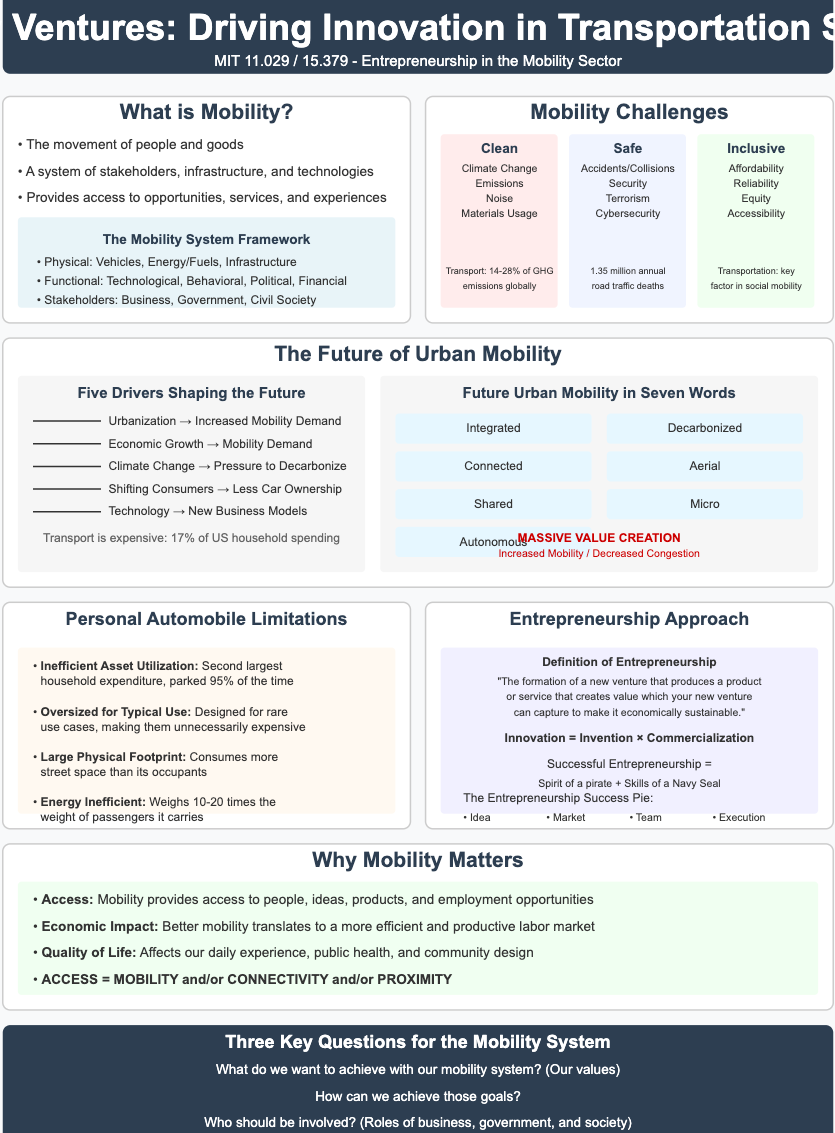 Ventures: Driving Innovation in Transportation
MIT 11.029 / 15.379 - Entrepreneurship in the Mobility Sector
What is Mobility?
• The movement of people and goods
• A system of stakeholders, infrastructure, and technologies
• Provides access to opportunities, services, and experiences
The Mobility System Framework
• Physical: Vehicles, Energy/Fuels, Infrastructure
• Functional: Technological, Behavioral, Political, Financial
• Stakeholders: Business, Government, Civil Society
Mobility Challenges
Clean
Climate Change
Emissions
Noise
Materials Usage
Transport: 14-28% of GHG
emissions globally
Safe
Accidents/Collisions
Security
Terrorism
Cybersecurity
1.35 million annual
road traffic deaths
Inclusive
Affordability
Reliability
Equity
Accessibility
Transportation: key
factor in social mobility
The Future of Urban Mobility
Five Drivers Shaping the Future
Urbanization → Increased Mobility Demand
Economic Growth → Mobility Demand
Climate Change → Pressure to Decarbonize
Shifting Consumers → Less Car Ownership
Technology → New Business Models
Transport is expensive: 17% of US household spending
Future Urban Mobility in Seven Words
Integrated
Decarbonized
Connected
Aerial
Shared
Micro
Autonomous
MASSIVE VALUE CREATION
Increased Mobility / Decreased Congestion
Personal Automobile Limitations
• Inefficient Asset Utilization: Second largest
household expenditure, parked 95% of the time
• Oversized for Typical Use: Designed for rare
use cases, making them unnecessarily expensive
• Large Physical Footprint: Consumes more
street space than its occupants
• Energy Inefficient: Weighs 10-20 times the
weight of passengers it carries
Entrepreneurship Approach
Definition of Entrepreneurship
"The formation of a new venture that produces a product
or service that creates value which your new venture
can capture to make it economically sustainable."
Innovation = Invention × Commercialization
Successful Entrepreneurship =
Spirit of a pirate + Skills of a Navy Seal
The Entrepreneurship Success Pie:
• Idea • Market • Team • Execution
Why Mobility Matters
• Access: Mobility provides access to people, ideas, products, and employment opportunities
• Economic Impact: Better mobility translates to a more efficient and productive labor market
• Quality of Life: Affects our daily experience, public health, and community design
• ACCESS = MOBILITY and/or CONNECTIVITY and/or PROXIMITY
Three Key Questions for the Mobility System
What do we want to achieve with our mobility system? (Our values)
How can we achieve those goals?
Who should be involved? (Roles of business, government, and society)